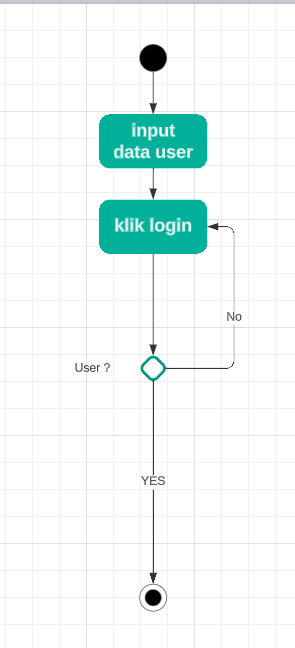 input
data user
klik login
No
User ?
YES